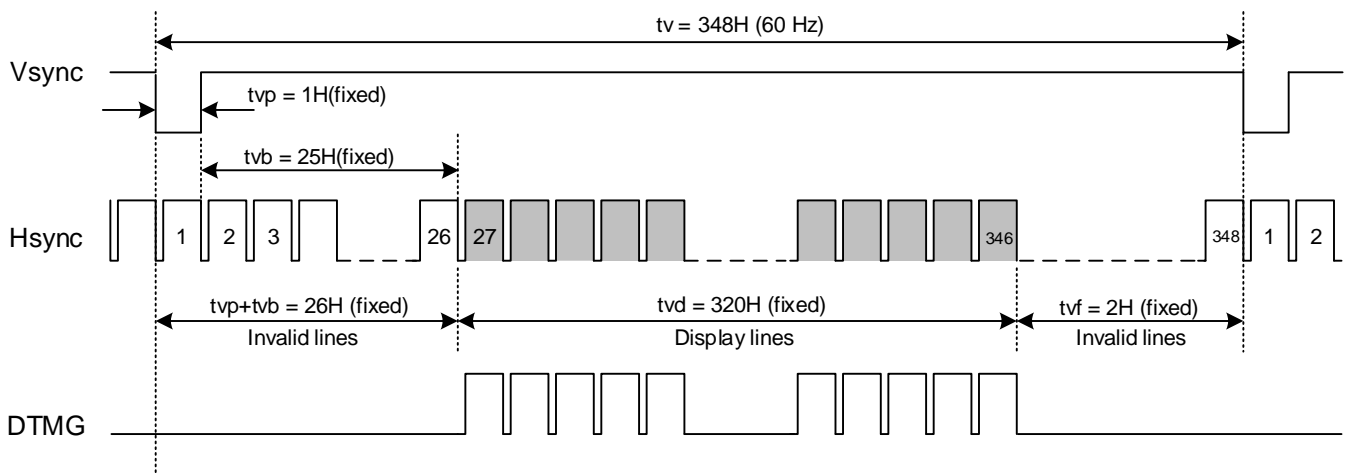 tv = 348H (60 Hz)
Vsync
tvp = 1H(fixed)
tvb = 25H(fixed)
Hsync
1 2 3 26 27 346 348 1 2
tvp+tvb = 26H (fixed) tvd = 320H (fixed) tvf = 2H (fixed)
Invalid lines Display lines Invalid lines
DTMG